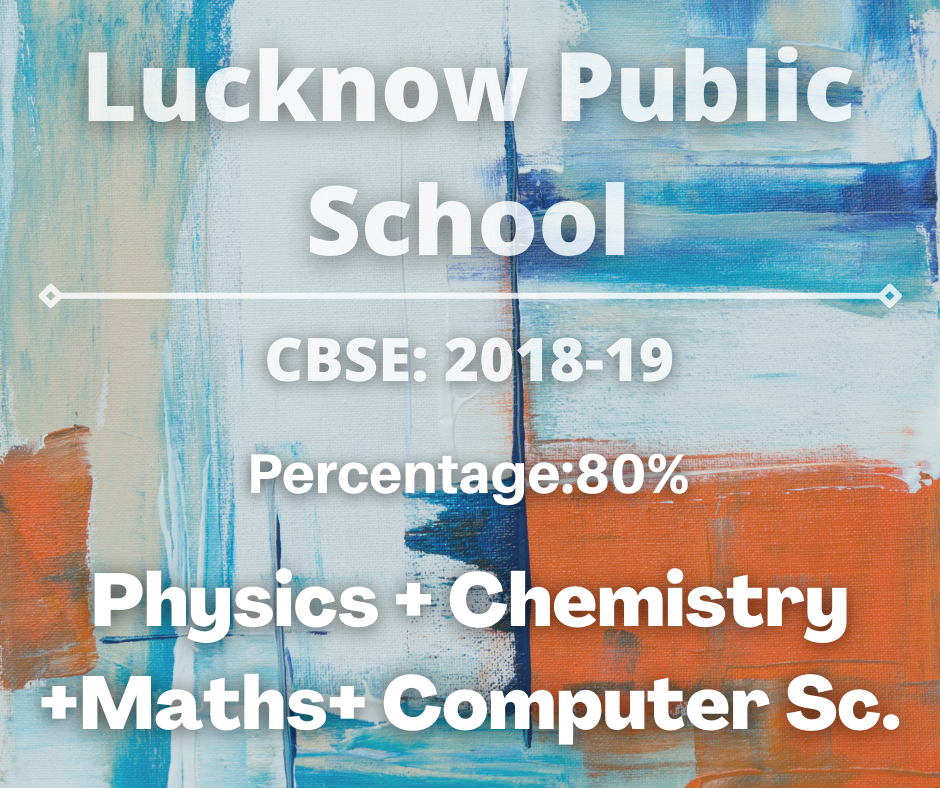 Lucknow Public
School
CBSE: 2018-19
Percentage:80%
Physics + Chemistry
+Maths+ Computer Sc.